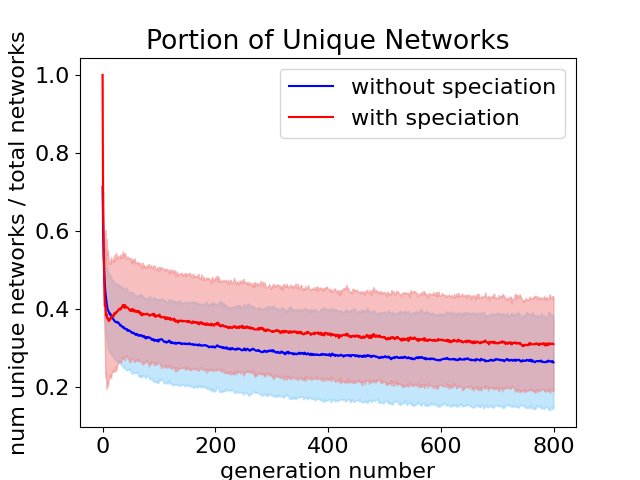 Portion of Unique Networks
num unique networks / total networks
1.0
0.8
0.6
0.4
0.2
without speciation
with speciation
0 200 400 600 800
generation number